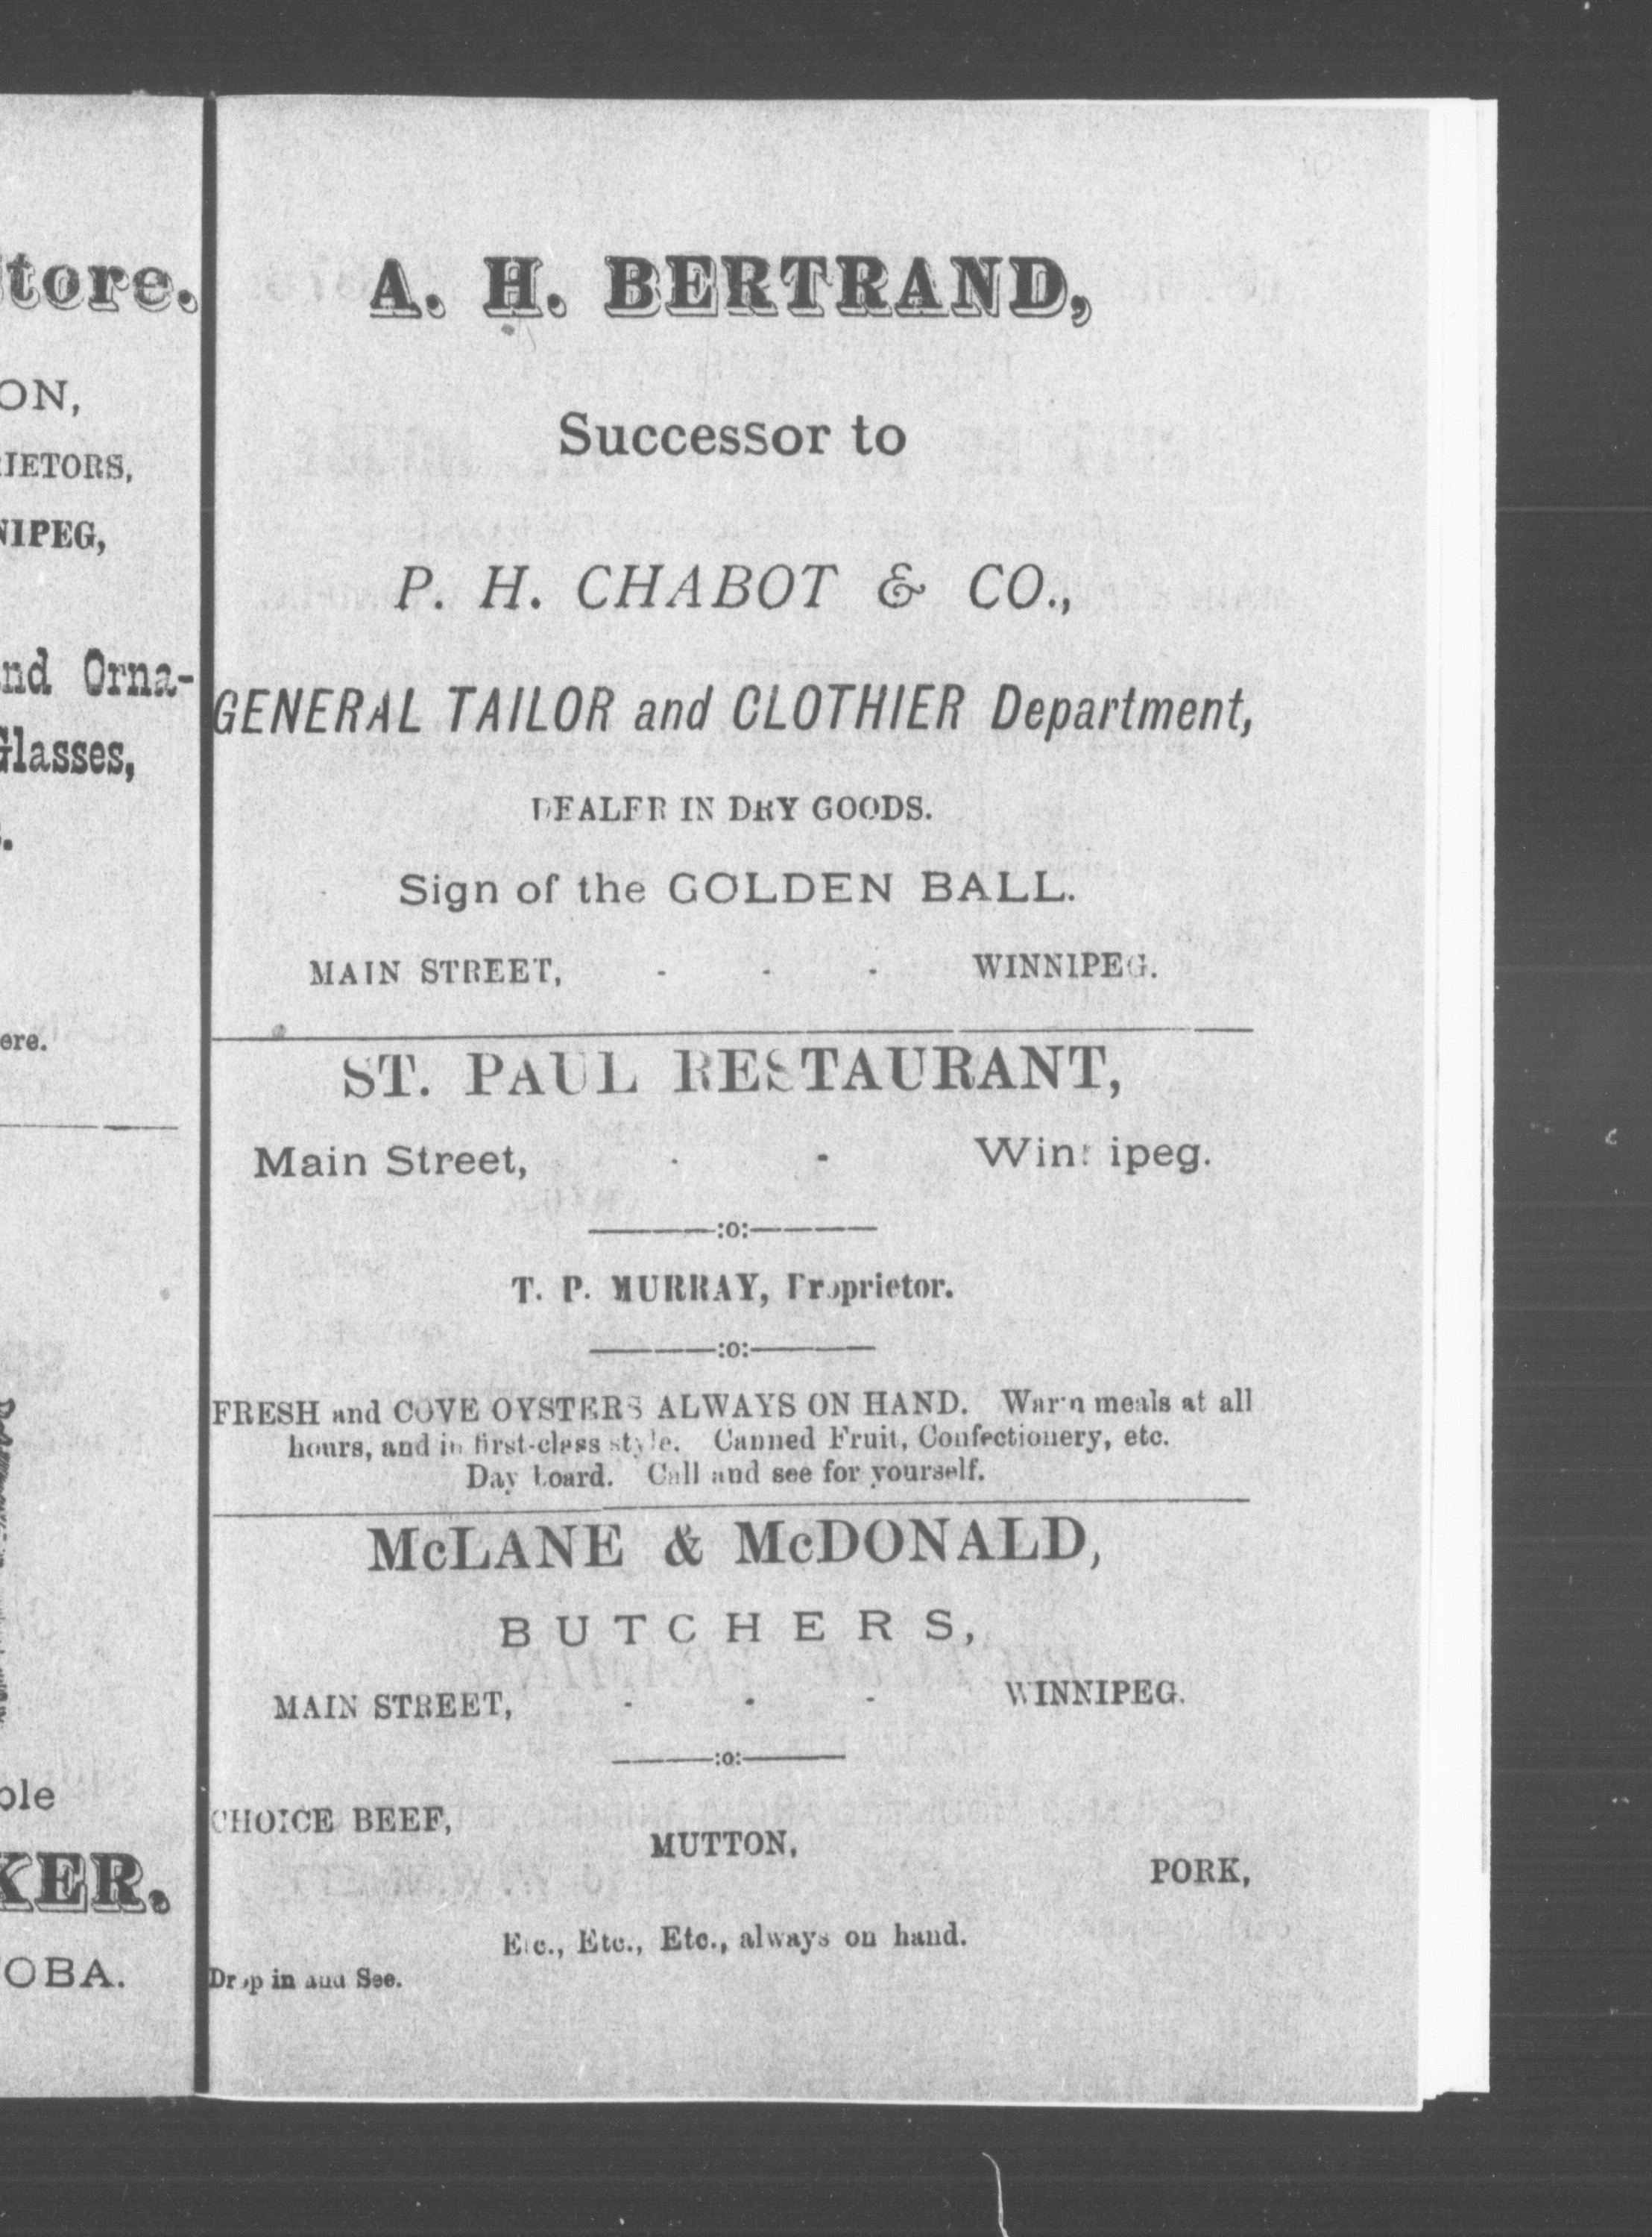 tore.
ON,
IETORS,
NIPEG,
nd Orna-
Glasses,
ere.
ple
KER.
OBA.
A. H. BERTRAND,
Successor to
P. H. CHABOT & CO.,
GENERAL TAILOR and CLOTHIER Department,
DEALER IN DRY GOODS.
Sign of the GOLDEN BALL.
MAIN STREET, - - - WINNIPEG.
ST. PAUL RESTAURANT,
Main Street, - - Winnipeg.
:o:
T. P. MURRAY, Proprietor.
:o:
FRESH and COVE OYSTERS ALWAYS ON HAND. Warm meals at all
hours, and in first-class style. Canned Fruit, Confectionery, etc.
Day board. Call and see for yourself.
McLANE & McDONALD,
BUTCHERS,
MAIN STREET, - - - WINNIPEG.
:o:
CHOICE BEEF,
MUTTON,
PORK,
Etc., Etc., Etc., always on hand.
Drop in and See.